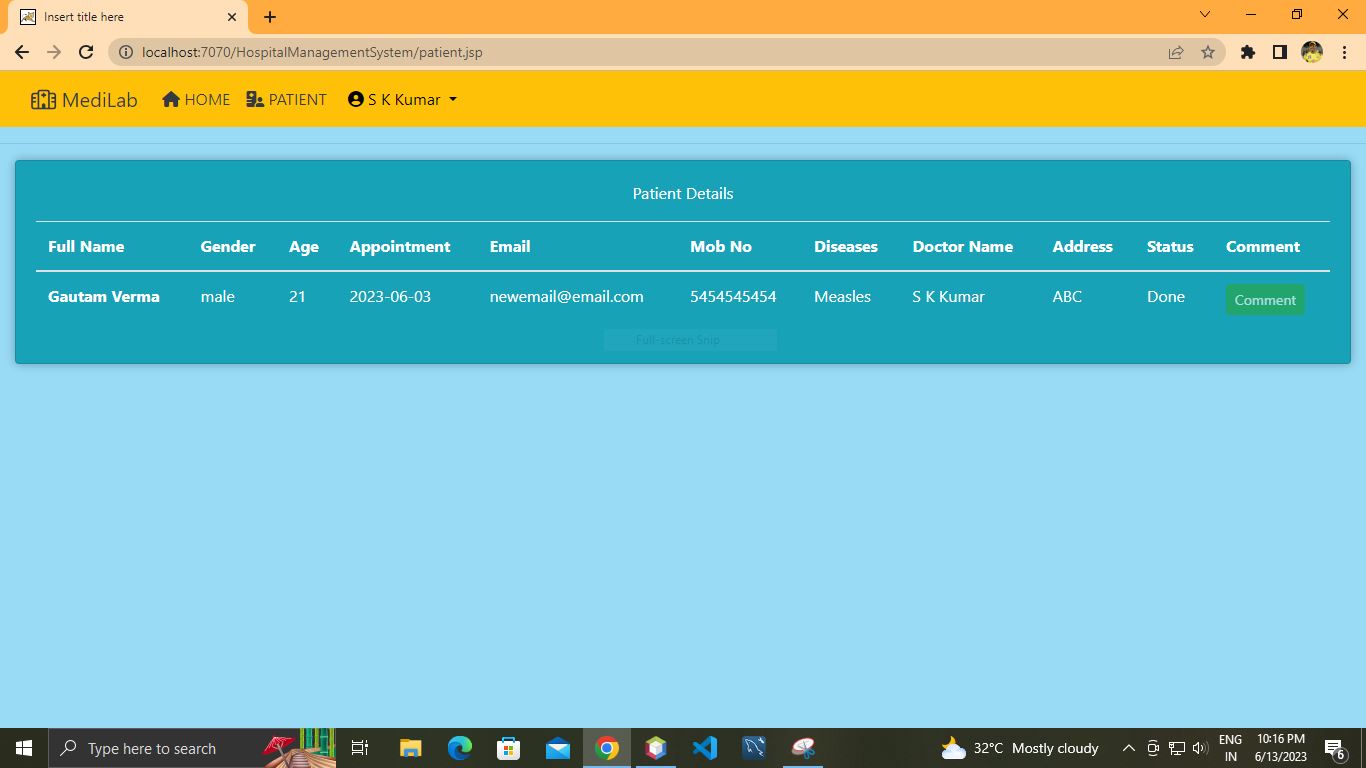 Insert title here
localhost:7070/HospitalManagementSystem/patient.jsp
MediLab HOME PATIENT S K Kumar
Patient Details
Full Name Gender Age Appointment Email Mob No Diseases Doctor Name Address Status Comment
Gautam Verma male 21 2023-06-03 newemail@email.com 5454545454 Measles S K Kumar ABC Done Comment
Full-screen Snip
Type here to search 32°C Mostly cloudy ENG IN 10:16 PM 6/13/2023 6